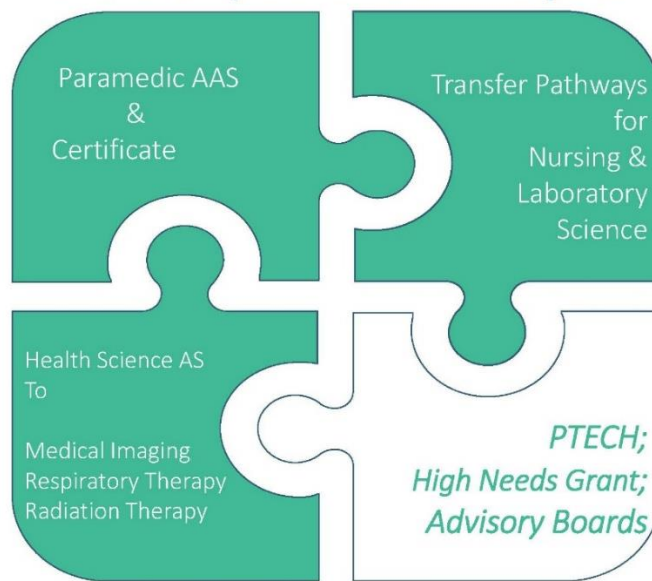 Paramedic AAS
&
Certificate
Transfer Pathways
for
Nursing &
Laboratory
Science
Health Science AS
To
Medical Imaging
Respiratory Therapy
Radiation Therapy
PTECH;
High Needs Grant;
Advisory Boards